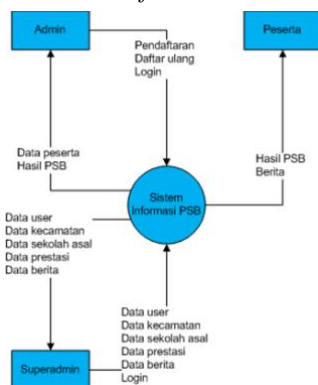 Admin
Peserta
Pendaftaran
Daftar ulang
Login
Data peserta
Hasil PSB
Hasil PSB
Berita
Sistem
Informasi PSB
Data user
Data kecamatan
Data sekolah asal
Data prestasi
Data berita
Data user
Data kecamatan
Data sekolah asal
Data prestasi
Data berita
Login
Superadmin